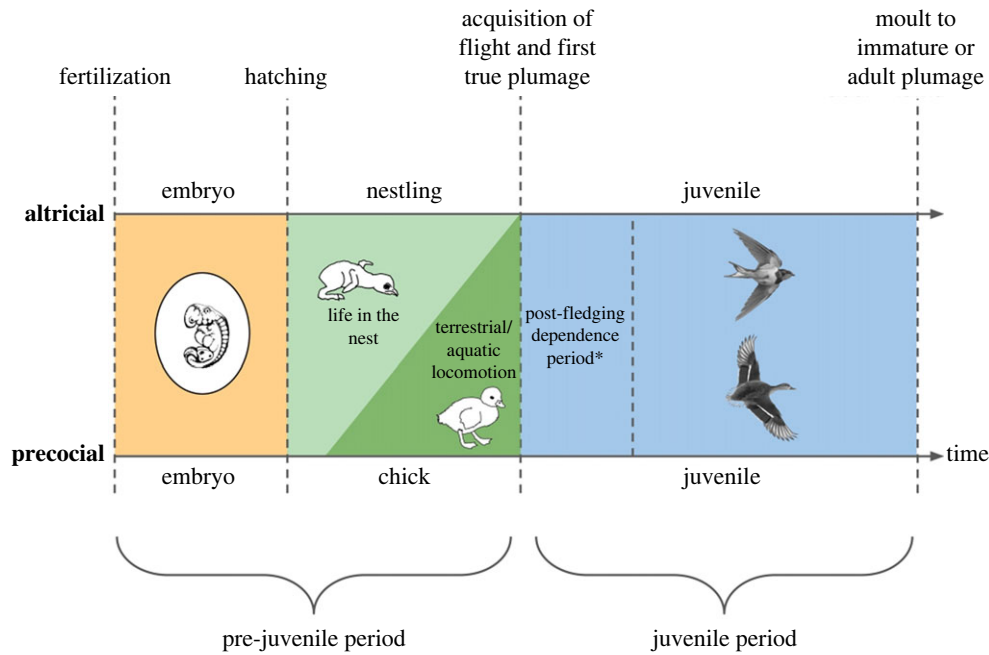 acquisition of
flight and first
true plumage
moult to
immature or
adult plumage
fertilization
hatching
embryo
nestling
juvenile
altricial
life in the
nest
terrestrial/
aquatic
locomotion
post-fledging
dependence
period*
precocial
time
embryo
chick
juvenile
pre-juvenile period
juvenile period